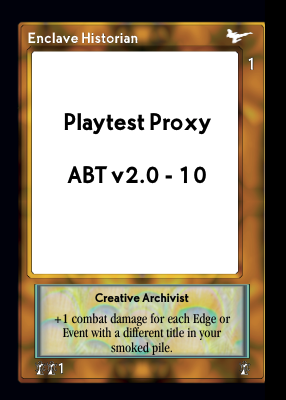 Enclave Historian
1
Playtest Proxy
ABT v2.0 - 10
Creative Archivist
+1 combat damage for each Edge or
Event with a different title in your
smoked pile.
1